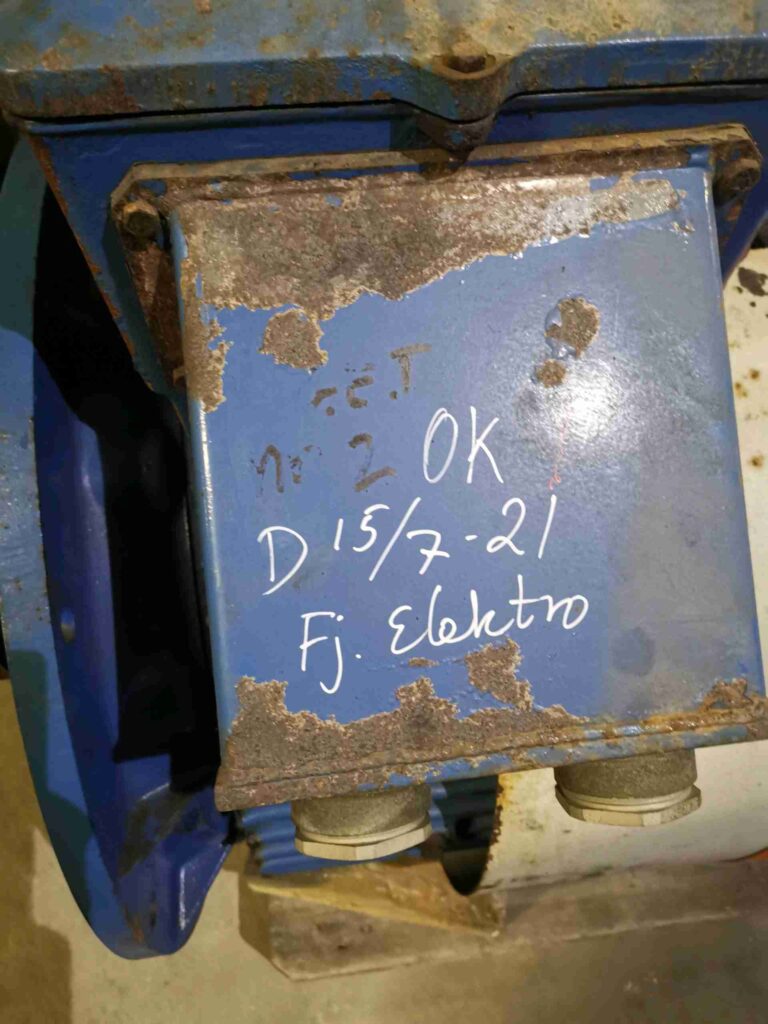 nr 2 OK
D 15/7-21
Fj. Elektro